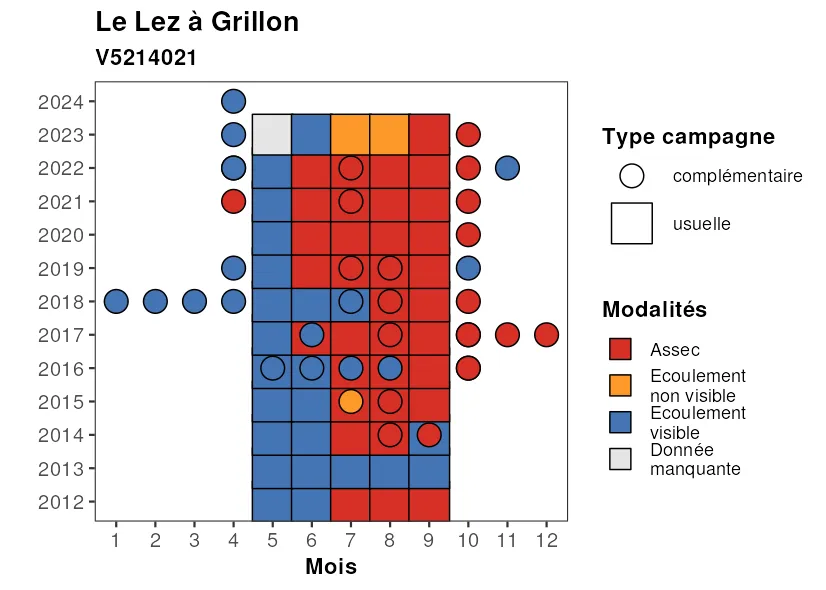 Le Lez à Grillon
V5214021
2024
2023
2022
2021
2020
2019
2018
2017
2016
2015
2014
2013
2012
1 2 3 4 5 6 7 8 9 10 11 12
Mois
Type campagne
complémentaire
usuelle
Modalités
Assec
Ecoulement
non visible
Ecoulement
visible
Donnée
manquante